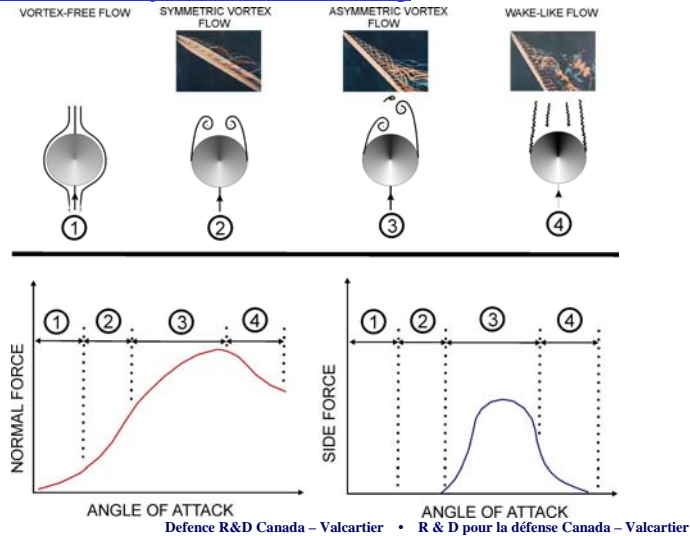 VORTEX-FREE FLOW
SYMMETRIC VORTEX
FLOW
ASYMMETRIC VORTEX
FLOW
WAKE-LIKE FLOW
1
2
3
4
NORMAL FORCE
1
2
3
4
ANGLE OF ATTACK
SIDE FORCE
1
2
3
4
ANGLE OF ATTACK
Defence R&D Canada – Valcartier • R & D pour la défense Canada – Valcartier